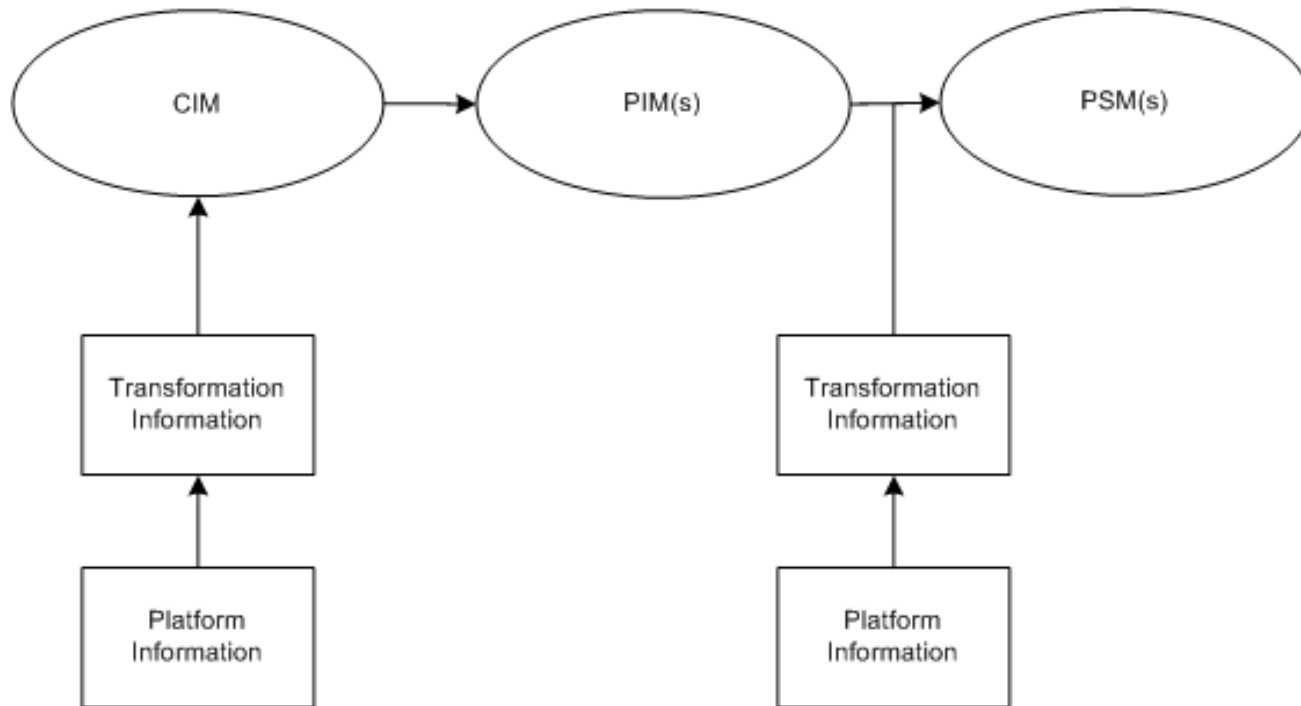 CIM
PIM(s)
PSM(s)
Transformation
Information
Transformation
Information
Platform
Information
Platform
Information